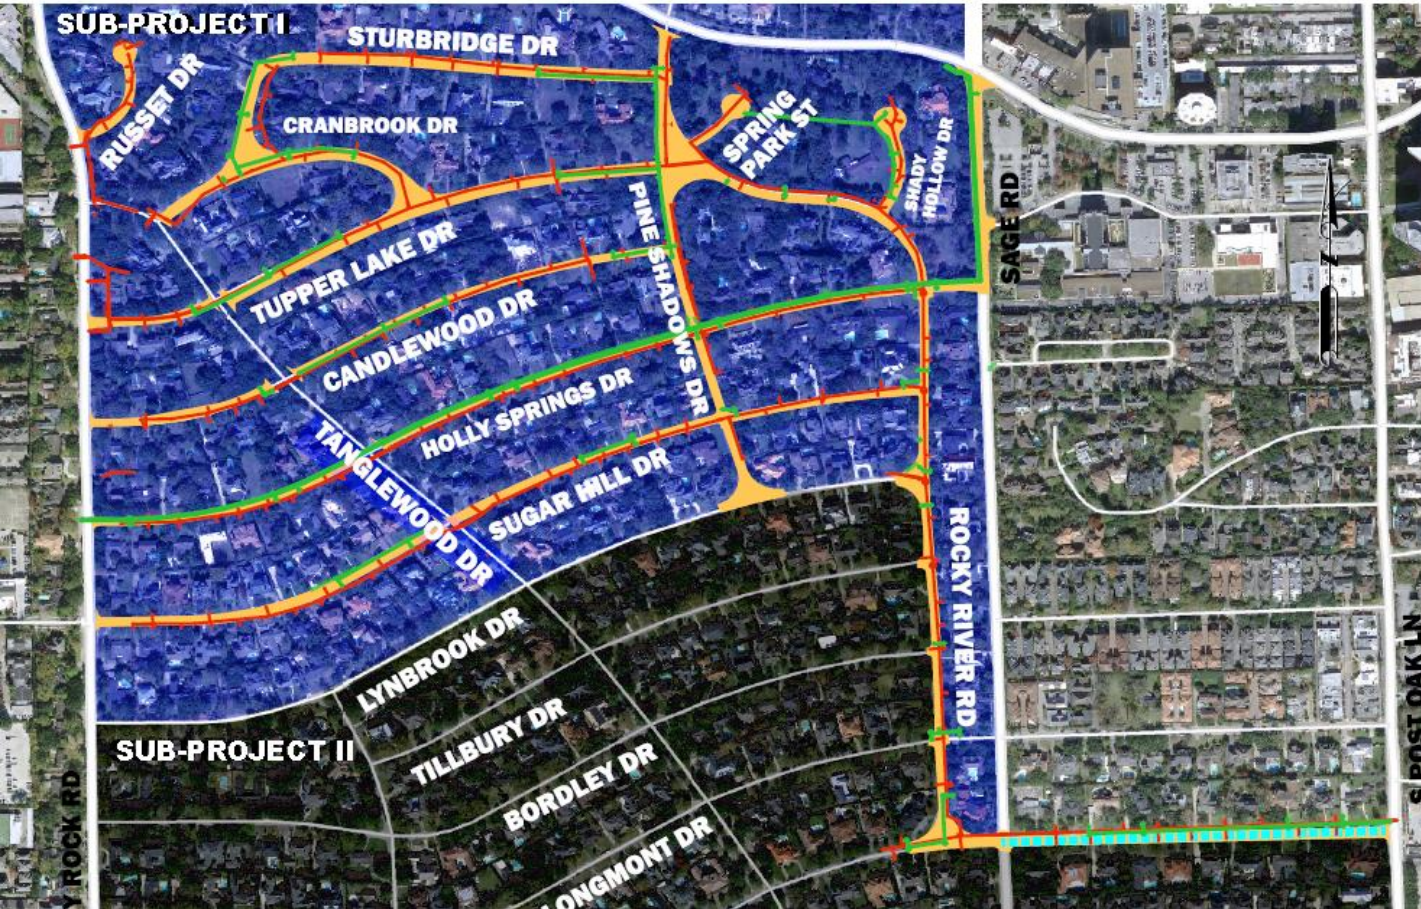 SUB-PROJECT I
STURBRIDGE DR
RUSSET DR
CRANBROOK DR
SPRING
PARK ST
SHADY
HOLLOW DR
SAGE RD
PINE SHADOWS DR
TUPPER LAKE DR
CANDLEWOOD DR
HOLLY SPRINGS DR
TANGLEWOOD DR
SUGAR HILL DR
ROCKY RIVER RD
LYNBROOK DR
SUB-PROJECT II
TILLBURY DR
BORDLEY DR
LONGMONT DR
Y ROCK RD
S POST OAK LN
Z